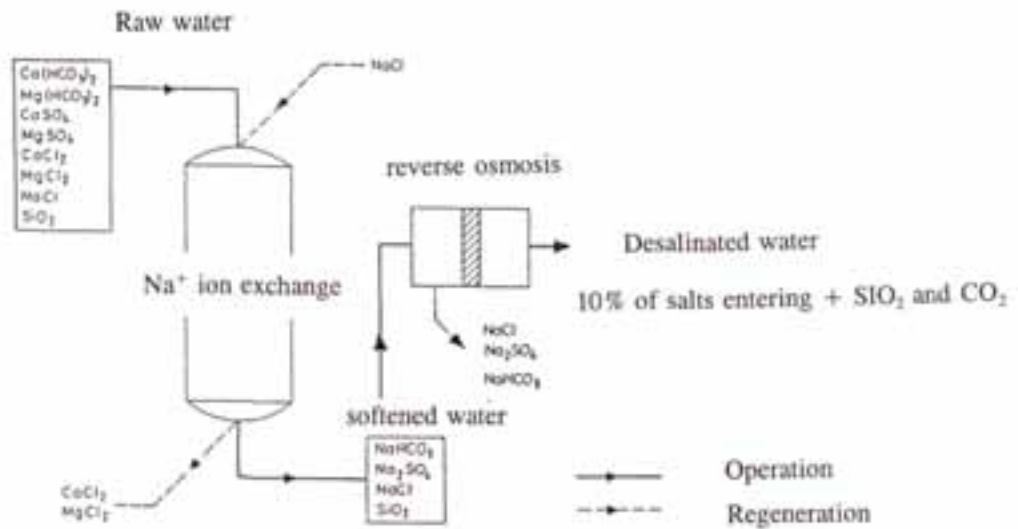 Raw water
Ca(HCO₃)₂
Mg(HCO₃)₂
CaSO₄
MgSO₄
CaCl₂
MgCl₂
NaCl
SiO₂
NaCl
Na⁺ ion exchange
CaCl₂
MgCl₂
softened water
NaHCO₃
Na₂SO₄
NaCl
SiO₂
reverse osmosis
NaCl
Na₂SO₄
NaHCO₃
Desalinated water
10% of salts entering + SIO₂ and CO₂
Operation
Regeneration